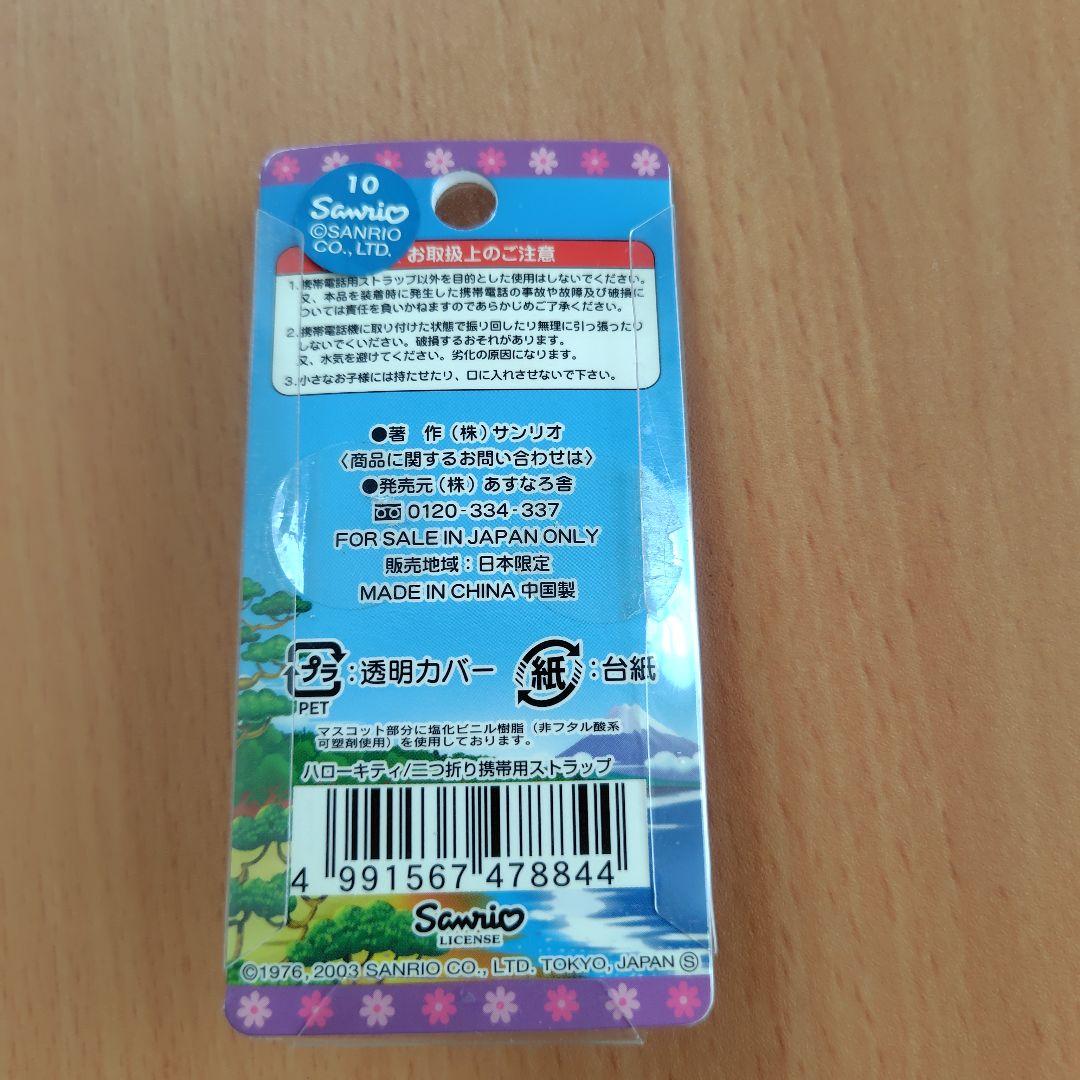 10
Sanrio
©SANRIO
CO., LTD.
お取扱上のご注意
1.携帯電話用ストラップ以外を目的とした使用はしないでください。
又、本品を装着時に発生した携帯電話の事故や故障及び破損に
ついては責任を負いかねますのであらかじめご了承ください。
2.携帯電話機に取り付けた状態で振り回したり無理に引っ張ったり
しないでくいださい。破損するおそれがあります。
又、水気を避けてください。劣化の原因になります。
3.小さなお子様には持たせたり、口に入れさせないで下さい。
●著 作(株)サンリオ
〈商品に関するお問い合わせは〉
●発売元(株)あすなろ舎
0120-334-337
FOR SALE IN JAPAN ONLY
販売地域：日本限定
MADE IN CHINA 中国製
プラ：透明カバー 紙：台紙
PET
マスコット部分に塩化ビニル樹脂（非フタル酸系
可塑剤使用）を使用しております。
ハローキティ/三つ折り携帯用ストラップ
4 991567 478844
Sanrio
LICENSE
©1976, 2003 SANRIO CO., LTD. TOKYO, JAPAN Ⓢ